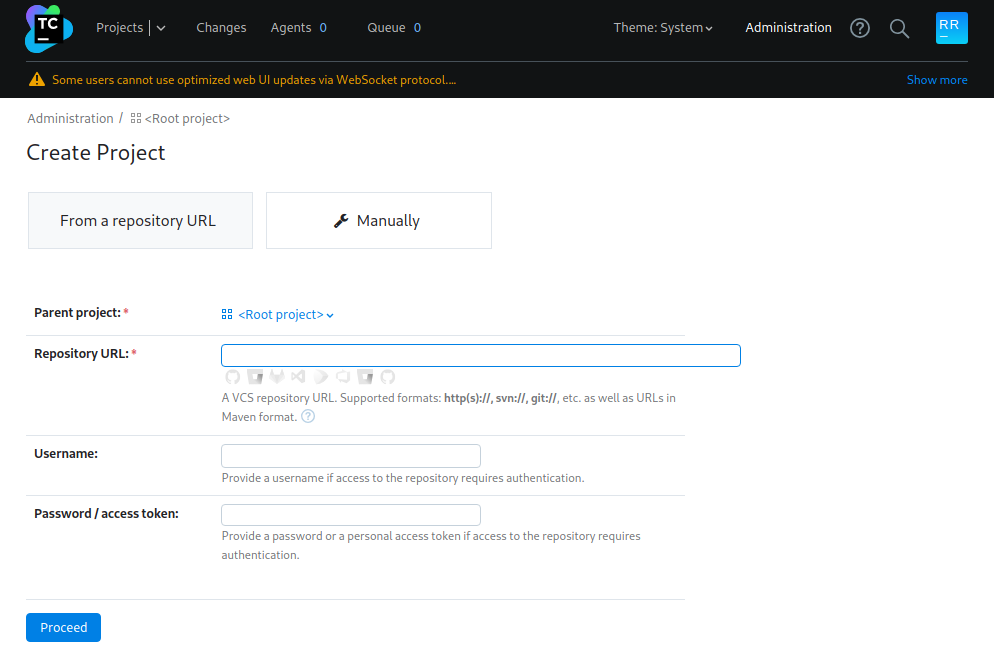 TC Projects Changes Agents 0 Queue 0 Theme: System Administration ? RR
Some users cannot use optimized web UI updates via WebSocket protocol.... Show more
Administration / <Root project>
Create Project
From a repository URL Manually
Parent project: * <Root project>
Repository URL: *
A VCS repository URL. Supported formats: http(s)://, svn://, git://, etc. as well as URLs in
Maven format. ?
Username:
Provide a username if access to the repository requires authentication.
Password / access token:
Provide a password or a personal access token if access to the repository requires
authentication.
Proceed